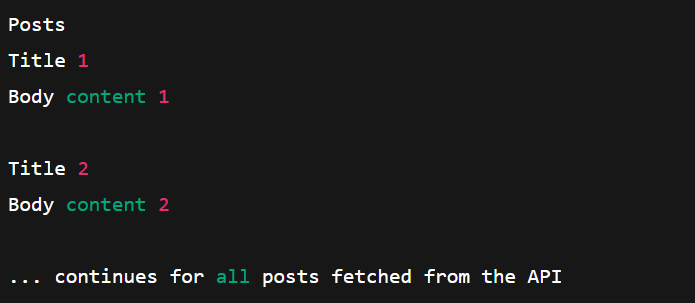 Posts
Title 1
Body content 1
Title 2
Body content 2
... continues for all posts fetched from the API